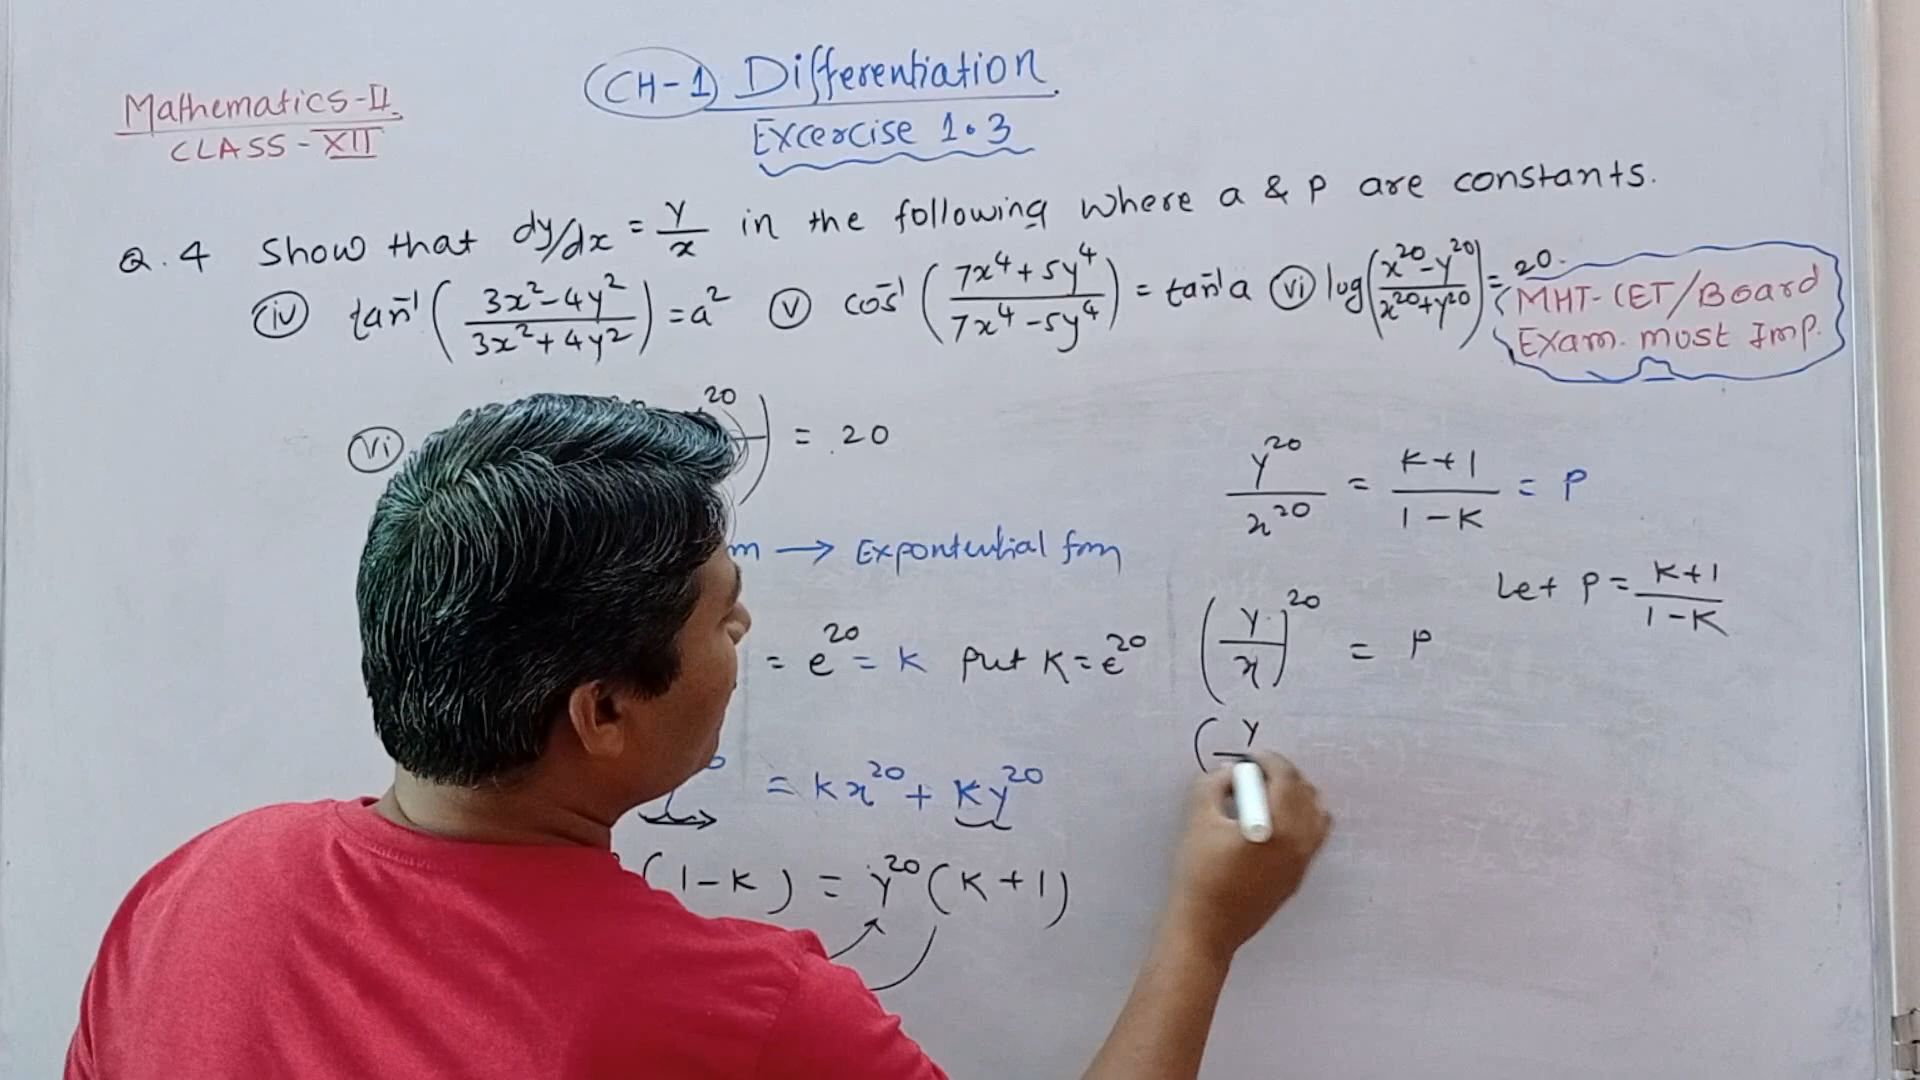 Mathematics-II.
CLASS-XII
CH-1 Differentiation
Excercise 1.3
Q.4 Show that dy/dx = y/x in the following where a & p are constants.
(iv) tan⁻¹((3x²-4y²)/(3x²+4y²)) = a² (v) cos⁻¹((7x⁴+5y⁴)/(7x⁴-5y⁴)) = tan⁻¹a (vi) log((x²⁰-y²⁰)/(x²⁰+y²⁰)) = 20.
MHT-CET/Board
Exam. most Imp.
(vi)
20 ) = 20
m → Expontential form
= e²⁰ = k put k = e²⁰
= kx²⁰ + ky²⁰
(1-k) = y²⁰(k+1)
y²⁰/x²⁰ = (k+1)/(1-k) = P
Let P = (k+1)/(1-k)
(y/x)²⁰ = P
(y